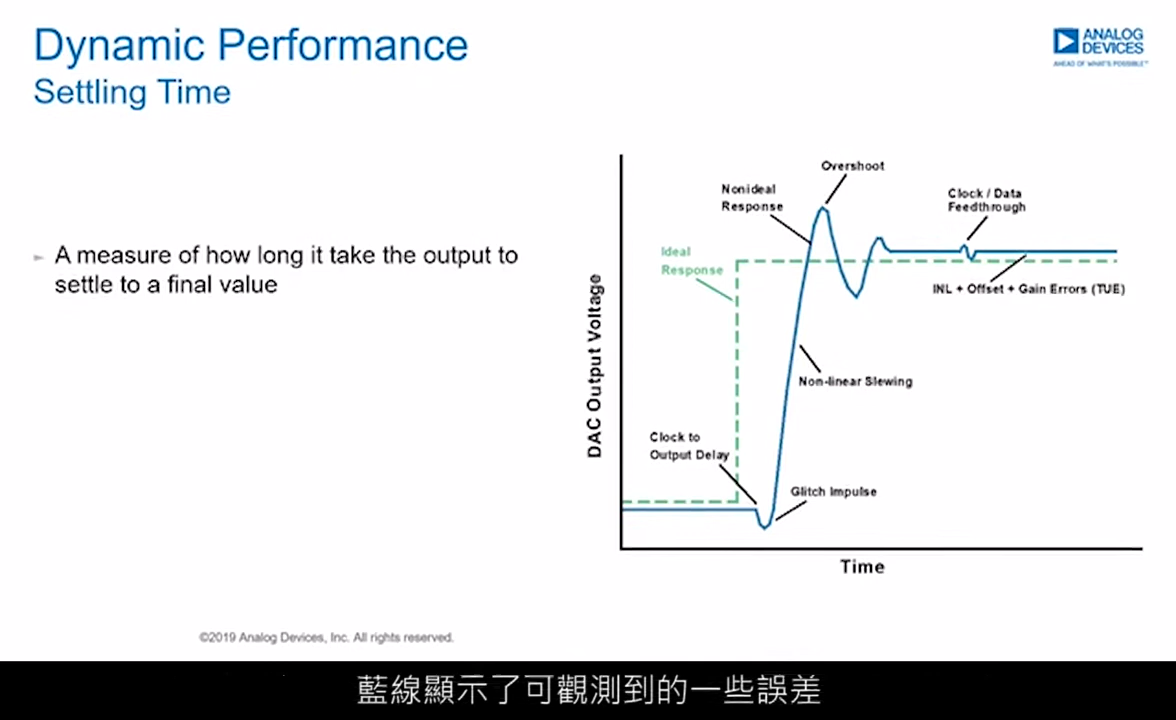 Dynamic Performance
Settling Time
ANALOG
DEVICES
AHEAD OF WHAT'S POSSIBLE™
► A measure of how long it take the output to
settle to a final value
Overshoot
Nonideal
Response
Clock / Data
Feedthrough
Ideal
Response
INL + Offset + Gain Errors (TUE)
DAC Output Voltage
Non-linear Slewing
Clock to
Output Delay
Glitch Impulse
Time
©2019 Analog Devices, Inc. All rights reserved.
藍線顯示了可觀測到的一些誤差